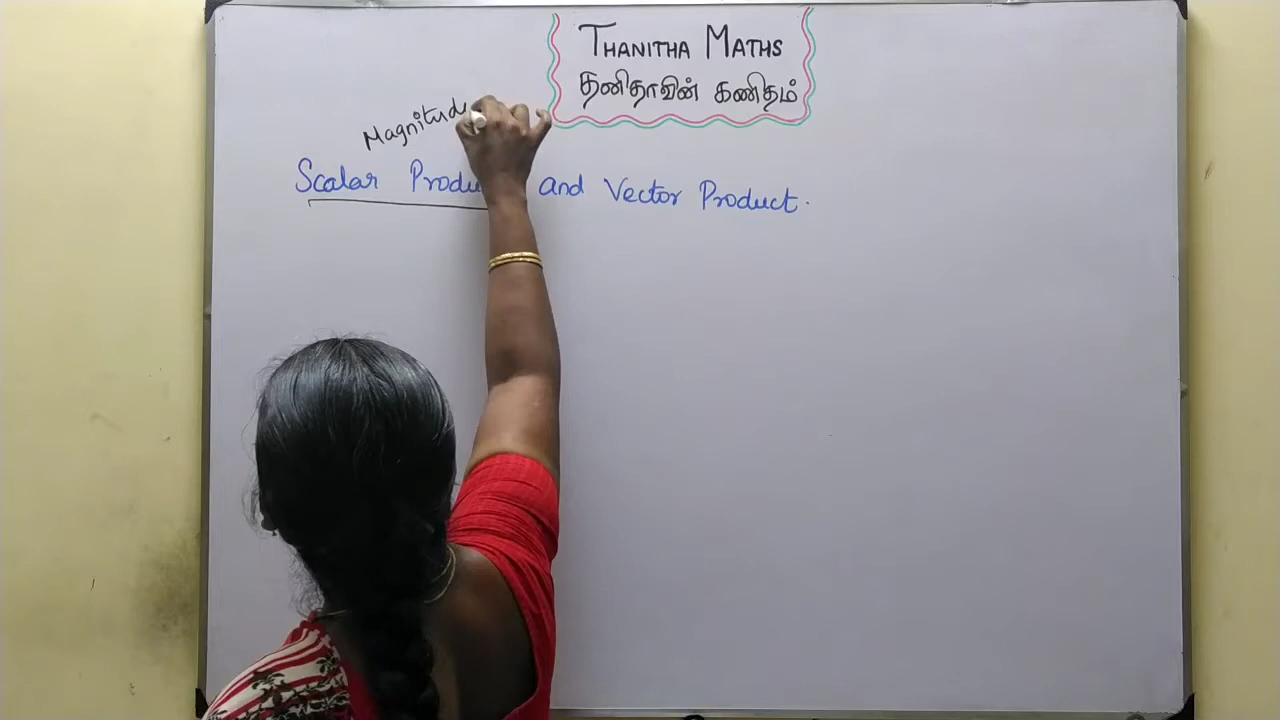 THANITHA MATHS
தனிதாவின் கணிதம்
Magnitud
Scalar Produ and Vector Product.